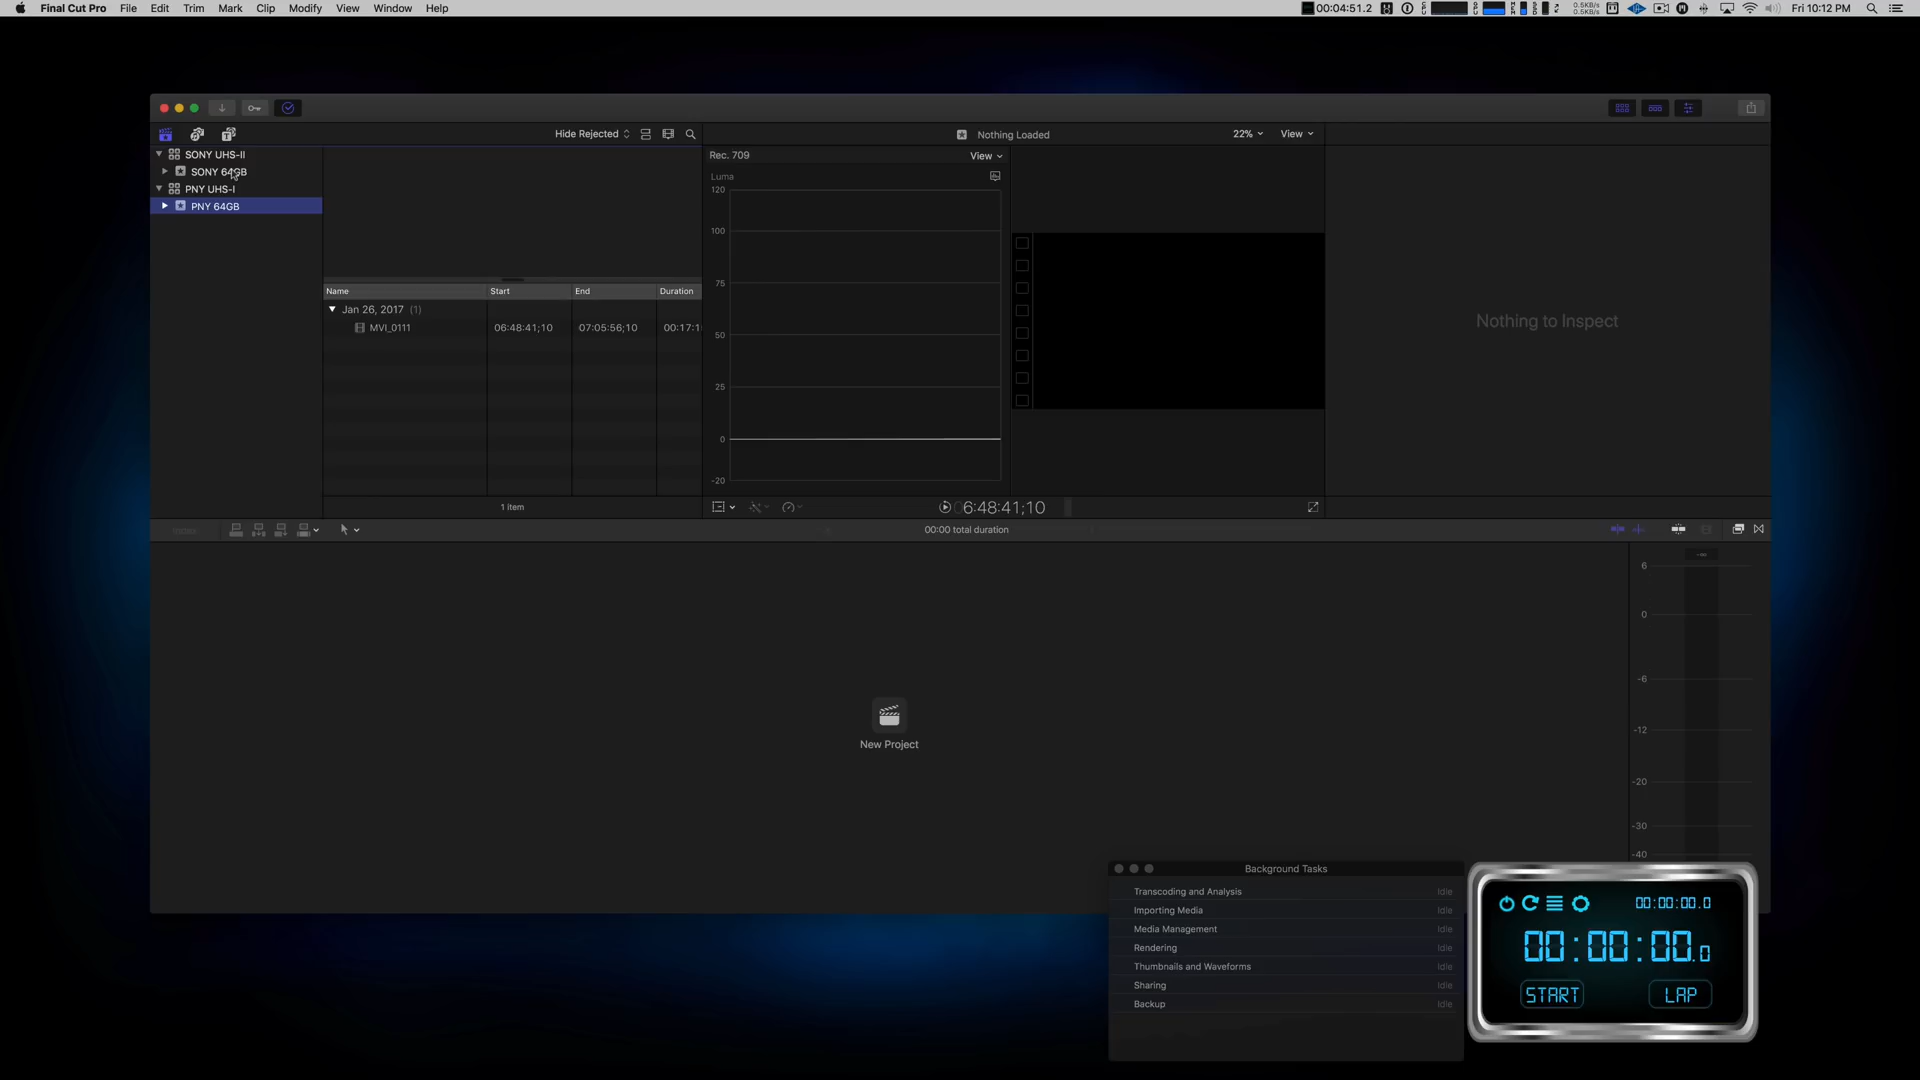 Final Cut Pro File Edit Trim Mark Clip Modify View Window Help 00:04:51.2 0.5KB/s 0.5KB/s Fri 10:12 PM
Hide Rejected Nothing Loaded 22% View
SONY UHS-II
SONY 64GB
PNY UHS-I
PNY 64GB
Name Start End Duration
Jan 26, 2017 (1)
MVI_0111 06:48:41;10 07:05:56;10
1 item
Rec. 709 View
Luma
120
100
75
50
25
0
-20
06:48:41;10
Nothing to Inspect
00:00 total duration
New Project
6
0
-6
-12
-20
-30
-40
Background Tasks
Transcoding and Analysis Idle
Importing Media Idle
Media Management Idle
Rendering Idle
Thumbnails and Waveforms Idle
Sharing Idle
Backup Idle
00:00:00.0
00:00:00.0
START LAP